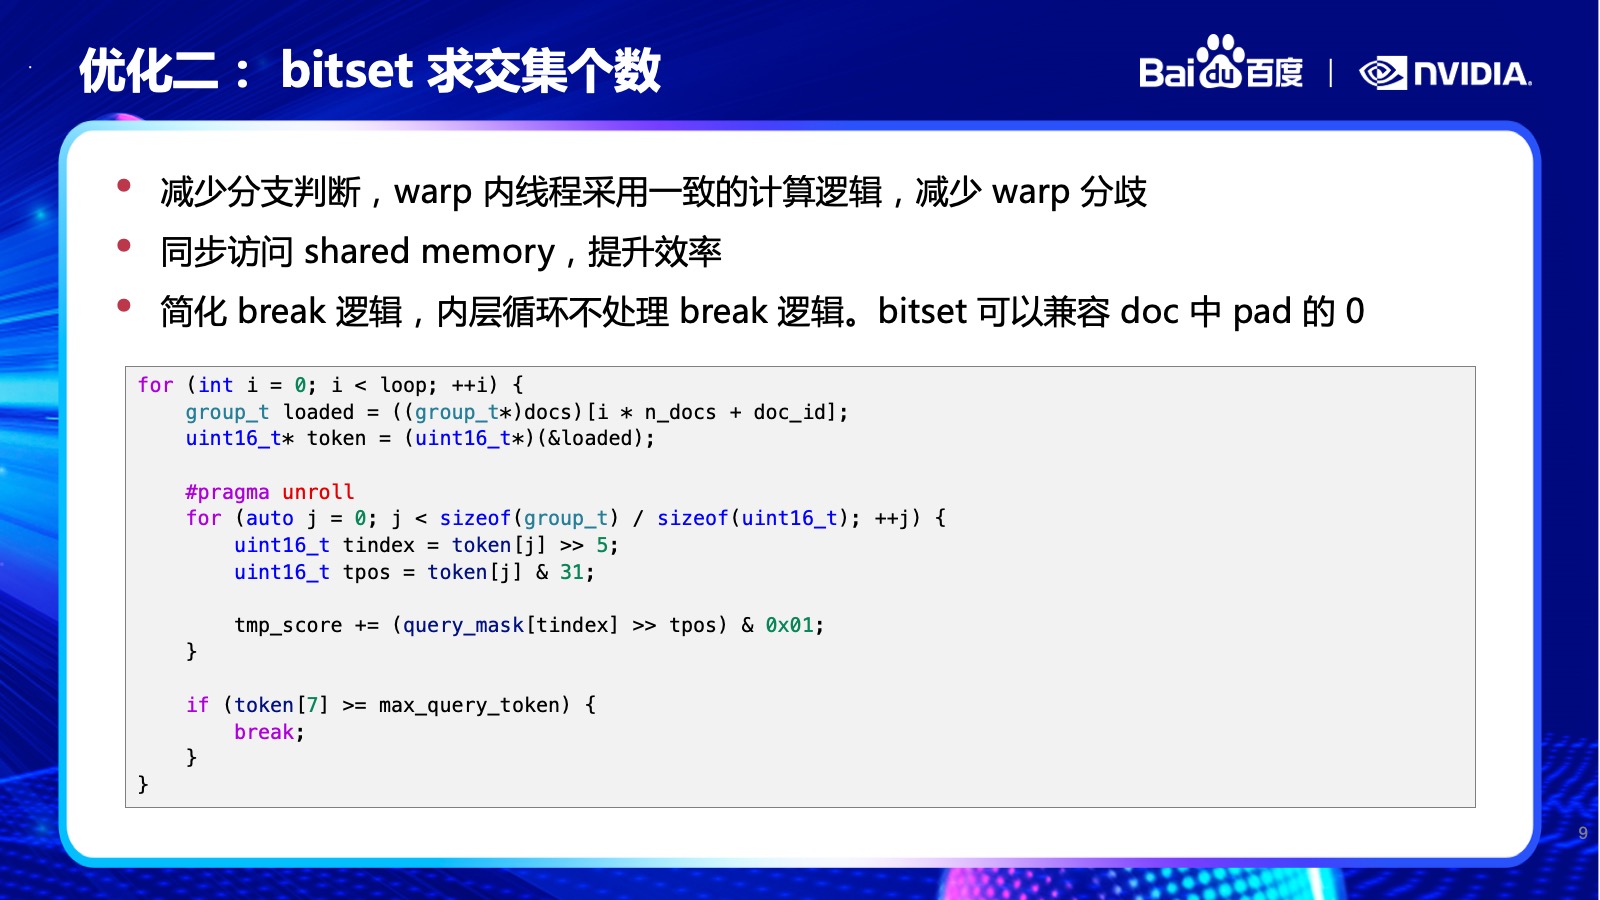 优化二： bitset 求交集个数
Bai du 百度 | NVIDIA.
• 减少分支判断，warp 内线程采用一致的计算逻辑，减少 warp 分歧
• 同步访问 shared memory，提升效率
• 简化 break 逻辑，内层循环不处理 break 逻辑。bitset 可以兼容 doc 中 pad 的 0
for (int i = 0; i < loop; ++i) {
    group_t loaded = ((group_t*)docs)[i * n_docs + doc_id];
    uint16_t* token = (uint16_t*)(&loaded);
    #pragma unroll
    for (auto j = 0; j < sizeof(group_t) / sizeof(uint16_t); ++j) {
        uint16_t tindex = token[j] >> 5;
        uint16_t tpos = token[j] & 31;
        tmp_score += (query_mask[tindex] >> tpos) & 0x01;
    }
    if (token[7] >= max_query_token) {
        break;
    }
}
9